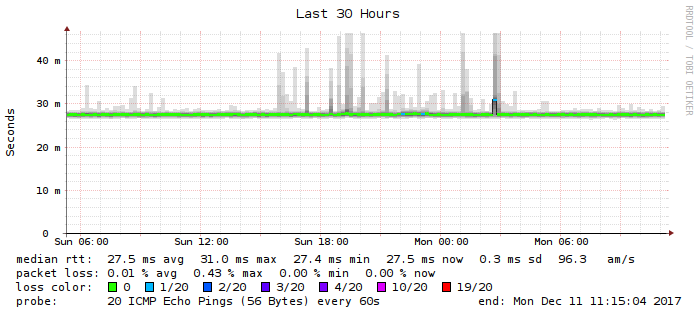 Last 30 Hours
RRDTOOL / TOBI OETIKER
Seconds
40 m
30 m
20 m
10 m
0
Sun 06:00 Sun 12:00 Sun 18:00 Mon 00:00 Mon 06:00
median rtt: 27.5 ms avg 31.0 ms max 27.4 ms min 27.5 ms now 0.3 ms sd 96.3 am/s
packet loss: 0.01 % avg 0.43 % max 0.00 % min 0.00 % now
loss color: 0 1/20 2/20 3/20 4/20 10/20 19/20
probe: 20 ICMP Echo Pings (56 Bytes) every 60s end: Mon Dec 11 11:15:04 2017